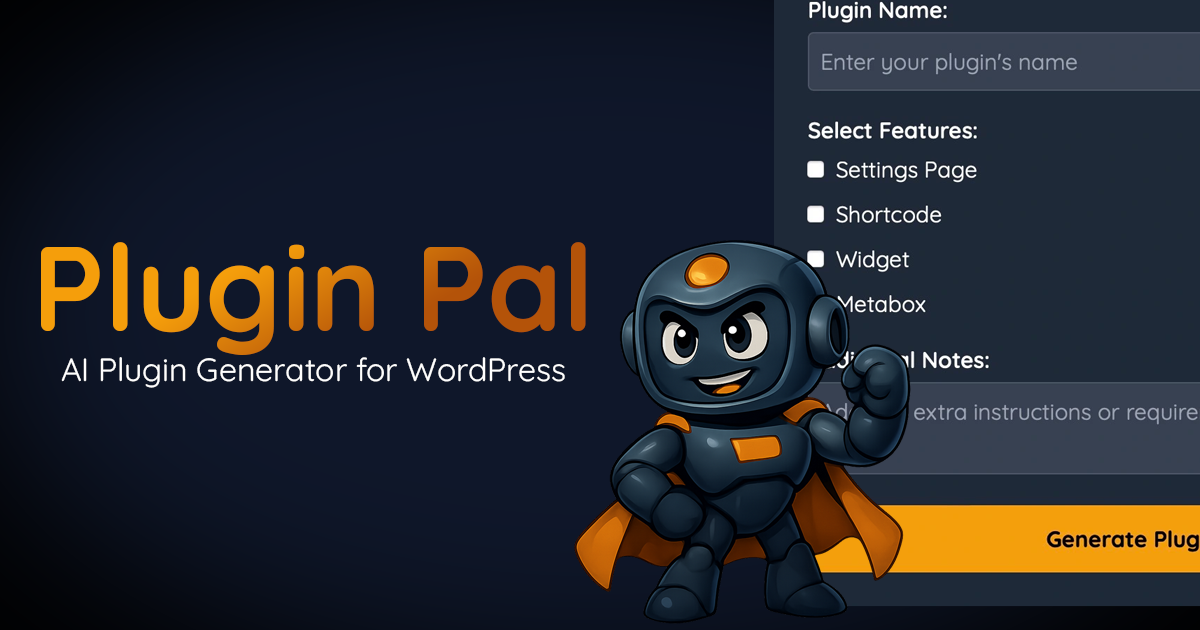 Plugin Pal
AI Plugin Generator for WordPress
Plugin Name:
Enter your plugin's name
Select Features:
Settings Page
Shortcode
Widget
Metabox
Notes:
extra instructions or require
Generate Plug